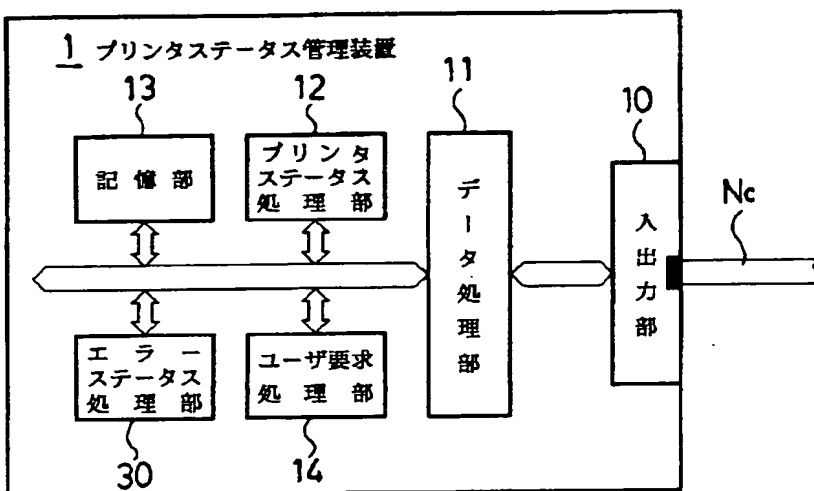 1 プリンタステータス管理装置
13
12
11
10
記憶部
プリンタ
ステータス
処理部
データ処理部
入出力部
Nc
エラー
ステータス
処理部
ユーザ要求
処理部
30
14